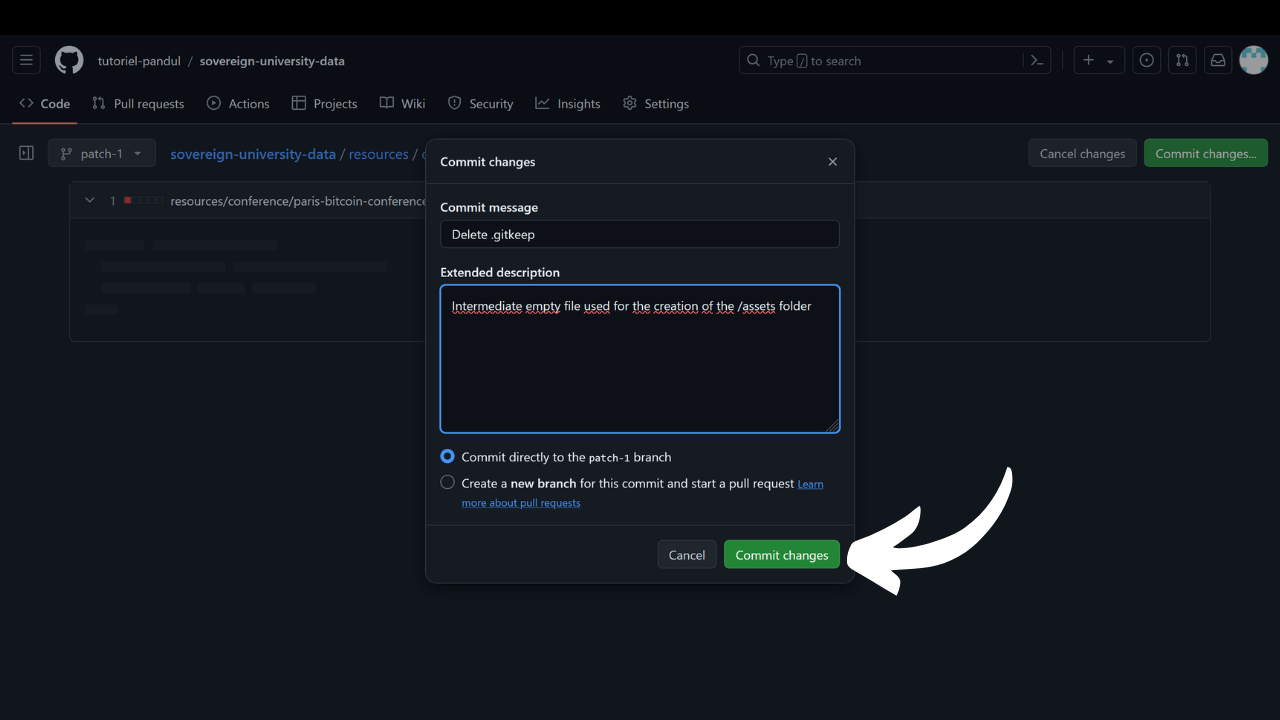 tutoriel-pandul / sovereign-university-data
Type / to search
Code
Pull requests
Actions
Projects
Wiki
Security
Insights
Settings
patch-1
sovereign-university-data / resources /
Cancel changes
Commit changes...
1
resources/conference/paris-bitcoin-conference
Commit changes
Commit message
Delete .gitkeep
Extended description
Intermediate empty file used for the creation of the /assets folder
Commit directly to the patch-1 branch
Create a new branch for this commit and start a pull request Learn
more about pull requests
Cancel
Commit changes